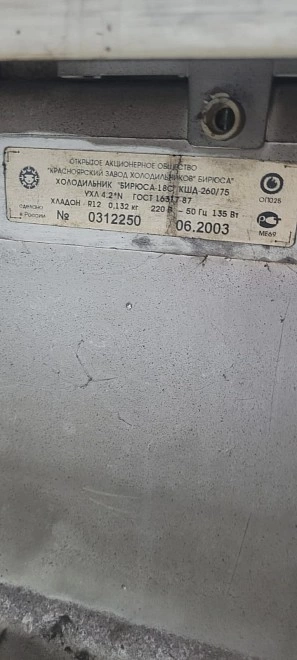 ОТКРЫТОЕ АКЦИОНЕРНОЕ ОБЩЕСТВО
"КРАСНОЯРСКИЙ ЗАВОД ХОЛОДИЛЬНИКОВ" БИРЮСА"
ХОЛОДИЛЬНИК "БИРЮСА-18С" КШД-260/75
УХЛ 4.2*N ГОСТ 16317-87
ХЛАДОН - R12 0,132 кг 220 В ~ 50 Гц 135 Вт
СДЕЛАНО
в России
№ 0312250 06.2003
ОП025
МЕ69